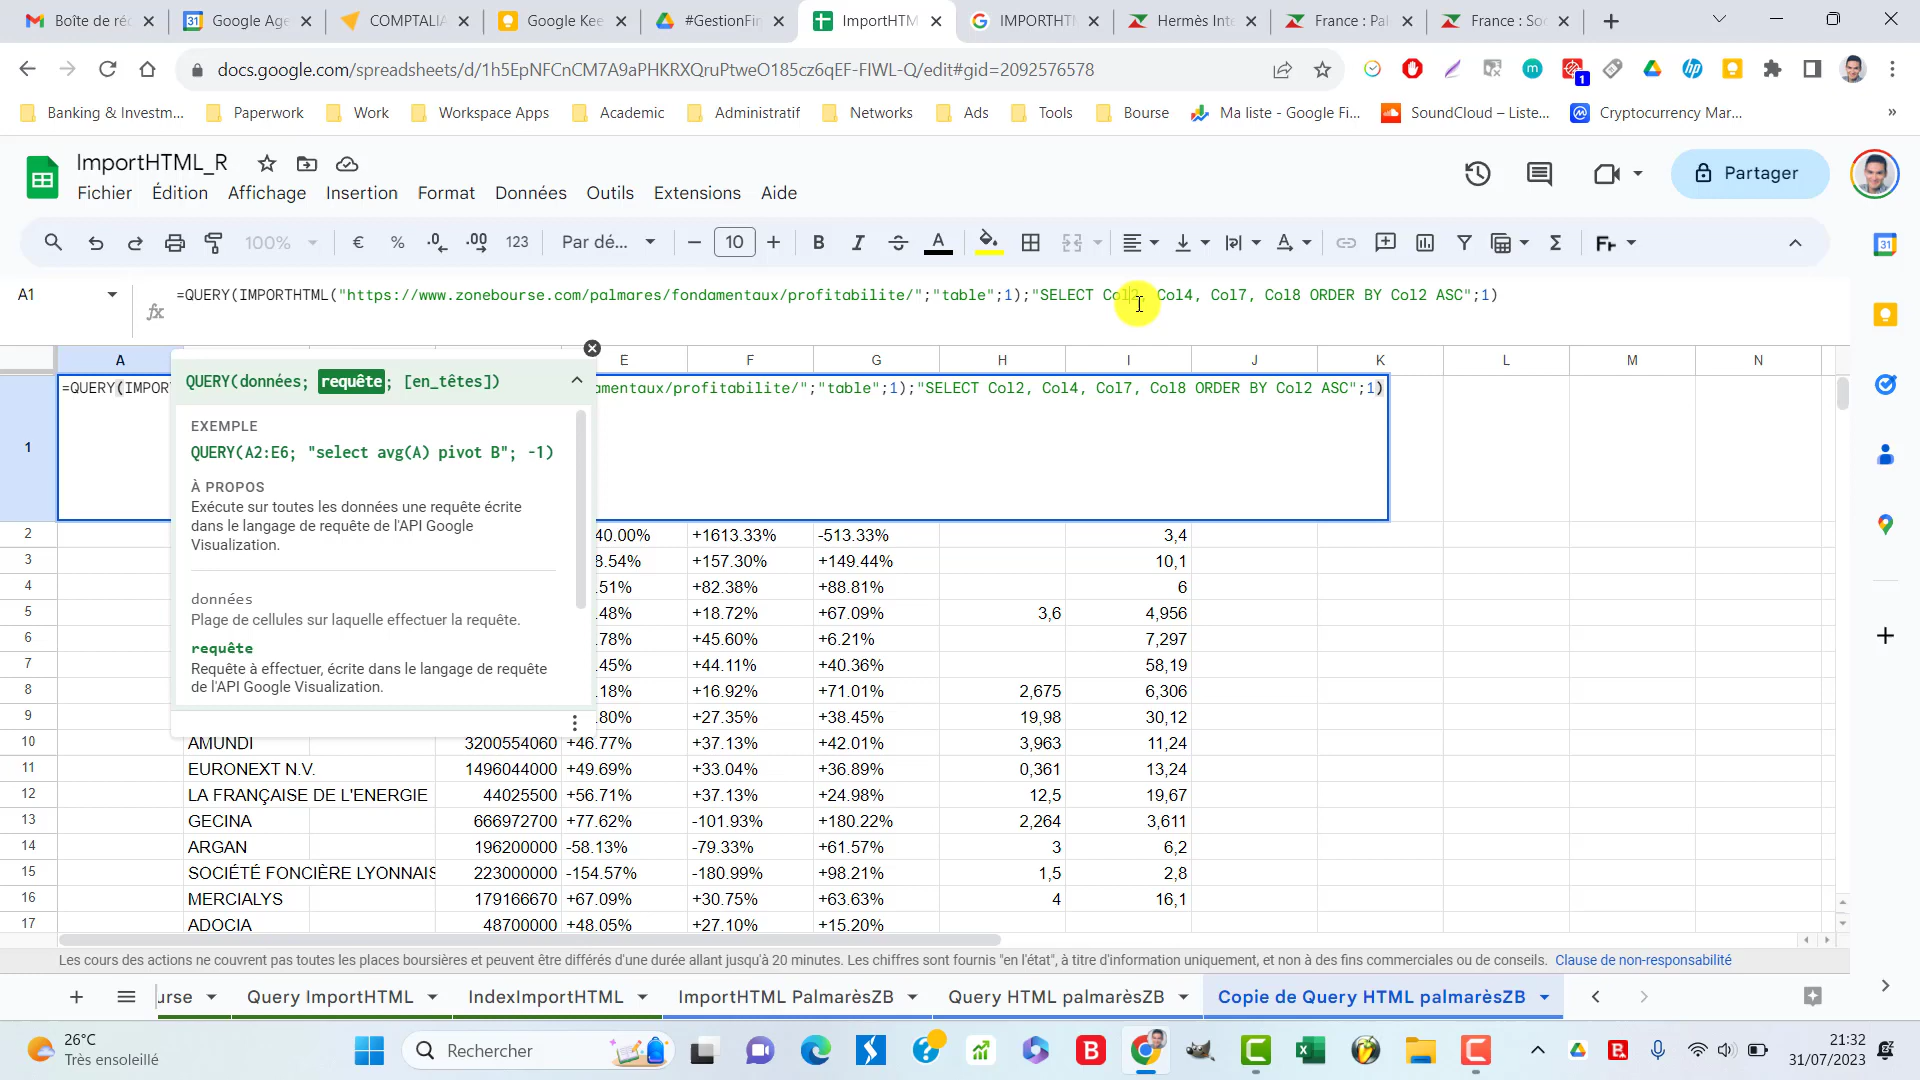 Boîte de réc
Google Age
COMPTALIA
Google Kee
#GestionFin
ImportHTM
IMPORTHTM
Hermès Inte
France : Pal
France : Soc
docs.google.com/spreadsheets/d/1h5EpNFCnCM7A9aPHKRXQruPtweO185cz6qEF-FIWL-Q/edit#gid=2092576578
1
Banking & Investm...
Paperwork
Work
Workspace Apps
Academic
Administratif
Networks
Ads
Tools
Bourse
Ma liste - Google Fi...
SoundCloud – Liste...
Cryptocurrency Mar...
»
ImportHTML_R
Fichier Édition Affichage Insertion Format Données Outils Extensions Aide
Partager
100% € % .0 .00 123 Par dé... 10 B I A
A1
=QUERY(IMPORTHTML("https://www.zonebourse.com/palmares/fondamentaux/profitabilite/";"table";1);"SELECT Col2, Col4, Col7, Col8 ORDER BY Col2 ASC";1)
A E F G H I J K L M N
1 =QUERY(IMPORT
amentaux/profitabilite/";"table";1);"SELECT Col2, Col4, Col7, Col8 ORDER BY Col2 ASC";1)
QUERY(données; requête; [en_têtes])
EXEMPLE
QUERY(A2:E6; "select avg(A) pivot B"; -1)
À PROPOS
Exécute sur toutes les données une requête écrite
dans le langage de requête de l'API Google
Visualization.
données
Plage de cellules sur laquelle effectuer la requête.
requête
Requête à effectuer, écrite dans le langage de requête
de l'API Google Visualization.
2 40.00% +1613.33% -513.33% 3,4
3 8.54% +157.30% +149.44% 10,1
4 .51% +82.38% +88.81% 6
5 .48% +18.72% +67.09% 3,6 4,956
6 .78% +45.60% +6.21% 7,297
7 .45% +44.11% +40.36% 58,19
8 .18% +16.92% +71.01% 2,675 6,306
9 .80% +27.35% +38.45% 19,98 30,12
10 AMUNDI 3200554060 +46.77% +37.13% +42.01% 3,963 11,24
11 EURONEXT N.V. 1496044000 +49.69% +33.04% +36.89% 0,361 13,24
12 LA FRANÇAISE DE L'ENERGIE 44025500 +56.71% +37.13% +24.98% 12,5 19,67
13 GECINA 666972700 +77.62% -101.93% +180.22% 2,264 3,611
14 ARGAN 196200000 -58.13% -79.33% +61.57% 3 6,2
15 SOCIÉTÉ FONCIÈRE LYONNAIS 223000000 -154.57% -180.99% +98.21% 1,5 2,8
16 MERCIALYS 179166670 +67.09% +30.75% +63.63% 4 16,1
17 ADOCIA 48700000 +48.05% +27.10% +15.20%
Les cours des actions ne couvrent pas toutes les places boursières et peuvent être différés d'une durée allant jusqu'à 20 minutes. Les chiffres sont fournis "en l'état", à titre d'information uniquement, et non à des fins commerciales ou de conseils. Clause de non-responsabilité
urse
Query ImportHTML
IndexImportHTML
ImportHTML PalmarèsZB
Query HTML palmarèsZB
Copie de Query HTML palmarèsZB
26°C
Très ensoleillé
Rechercher
21:32
31/07/2023